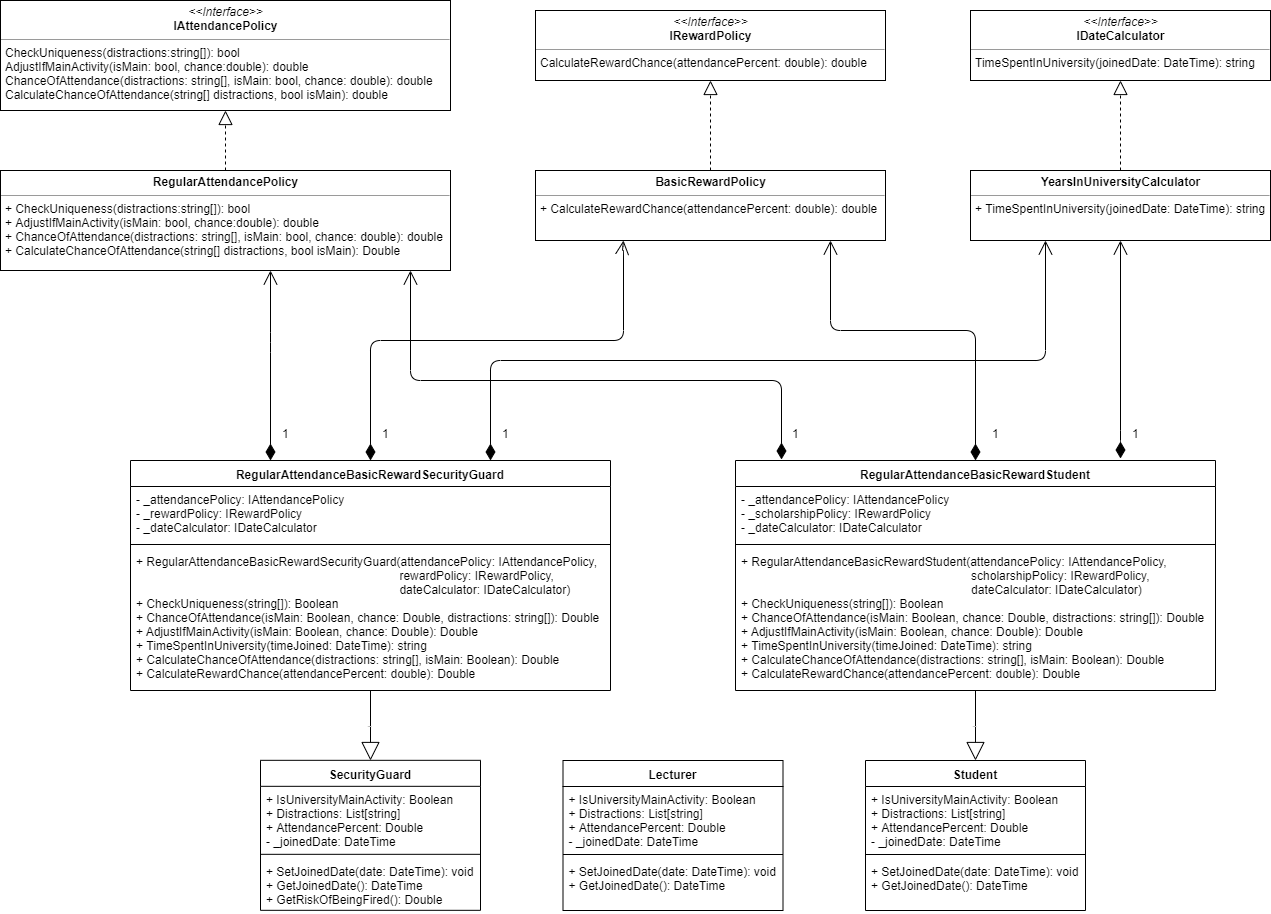 <<Interface>>
IAttendancePolicy
CheckUniqueness(distractions:string[]): bool
AdjustIfMainActivity(isMain: bool, chance:double): double
ChanceOfAttendance(distractions: string[], isMain: bool, chance: double): double
CalculateChanceOfAttendance(string[] distractions, bool isMain): double
<<Interface>>
IRewardPolicy
CalculateRewardChance(attendancePercent: double): double
<<Interface>>
IDateCalculator
TimeSpentInUniversity(joinedDate: DateTime): string
RegularAttendancePolicy
+ CheckUniqueness(distractions:string[]): bool
+ AdjustIfMainActivity(isMain: bool, chance:double): double
+ ChanceOfAttendance(distractions: string[], isMain: bool, chance: double): double
+ CalculateChanceOfAttendance(string[] distractions, bool isMain): Double
BasicRewardPolicy
+ CalculateRewardChance(attendancePercent: double): double
YearsInUniversityCalculator
+ TimeSpentInUniversity(joinedDate: DateTime): string
1
1
1
1
1
1
RegularAttendanceBasicRewardSecurityGuard
- _attendancePolicy: IAttendancePolicy
- _rewardPolicy: IRewardPolicy
- _dateCalculator: IDateCalculator
+ RegularAttendanceBasicRewardSecurityGuard(attendancePolicy: IAttendancePolicy,
rewardPolicy: IRewardPolicy,
dateCalculator: IDateCalculator)
+ CheckUniqueness(string[]): Boolean
+ ChanceOfAttendance(isMain: Boolean, chance: Double, distractions: string[]): Double
+ AdjustIfMainActivity(isMain: Boolean, chance: Double): Double
+ TimeSpentInUniversity(timeJoined: DateTime): string
+ CalculateChanceOfAttendance(distractions: string[], isMain: Boolean): Double
+ CalculateRewardChance(attendancePercent: double): Double
RegularAttendanceBasicRewardStudent
- _attendancePolicy: IAttendancePolicy
- _scholarshipPolicy: IRewardPolicy
- _dateCalculator: IDateCalculator
+ RegularAttendanceBasicRewardStudent(attendancePolicy: IAttendancePolicy,
scholarshipPolicy: IRewardPolicy,
dateCalculator: IDateCalculator)
+ CheckUniqueness(string[]): Boolean
+ ChanceOfAttendance(isMain: Boolean, chance: Double, distractions: string[]): Double
+ AdjustIfMainActivity(isMain: Boolean, chance: Double): Double
+ TimeSpentInUniversity(timeJoined: DateTime): string
+ CalculateChanceOfAttendance(distractions: string[], isMain: Boolean): Double
+ CalculateRewardChance(attendancePercent: double): Double
SecurityGuard
+ IsUniversityMainActivity: Boolean
+ Distractions: List[string]
+ AttendancePercent: Double
- _joinedDate: DateTime
+ SetJoinedDate(date: DateTime): void
+ GetJoinedDate(): DateTime
+ GetRiskOfBeingFired(): Double
Lecturer
+ IsUniversityMainActivity: Boolean
+ Distractions: List[string]
+ AttendancePercent: Double
- _joinedDate: DateTime
+ SetJoinedDate(date: DateTime): void
+ GetJoinedDate(): DateTime
Student
+ IsUniversityMainActivity: Boolean
+ Distractions: List[string]
+ AttendancePercent: Double
- _joinedDate: DateTime
+ SetJoinedDate(date: DateTime): void
+ GetJoinedDate(): DateTime